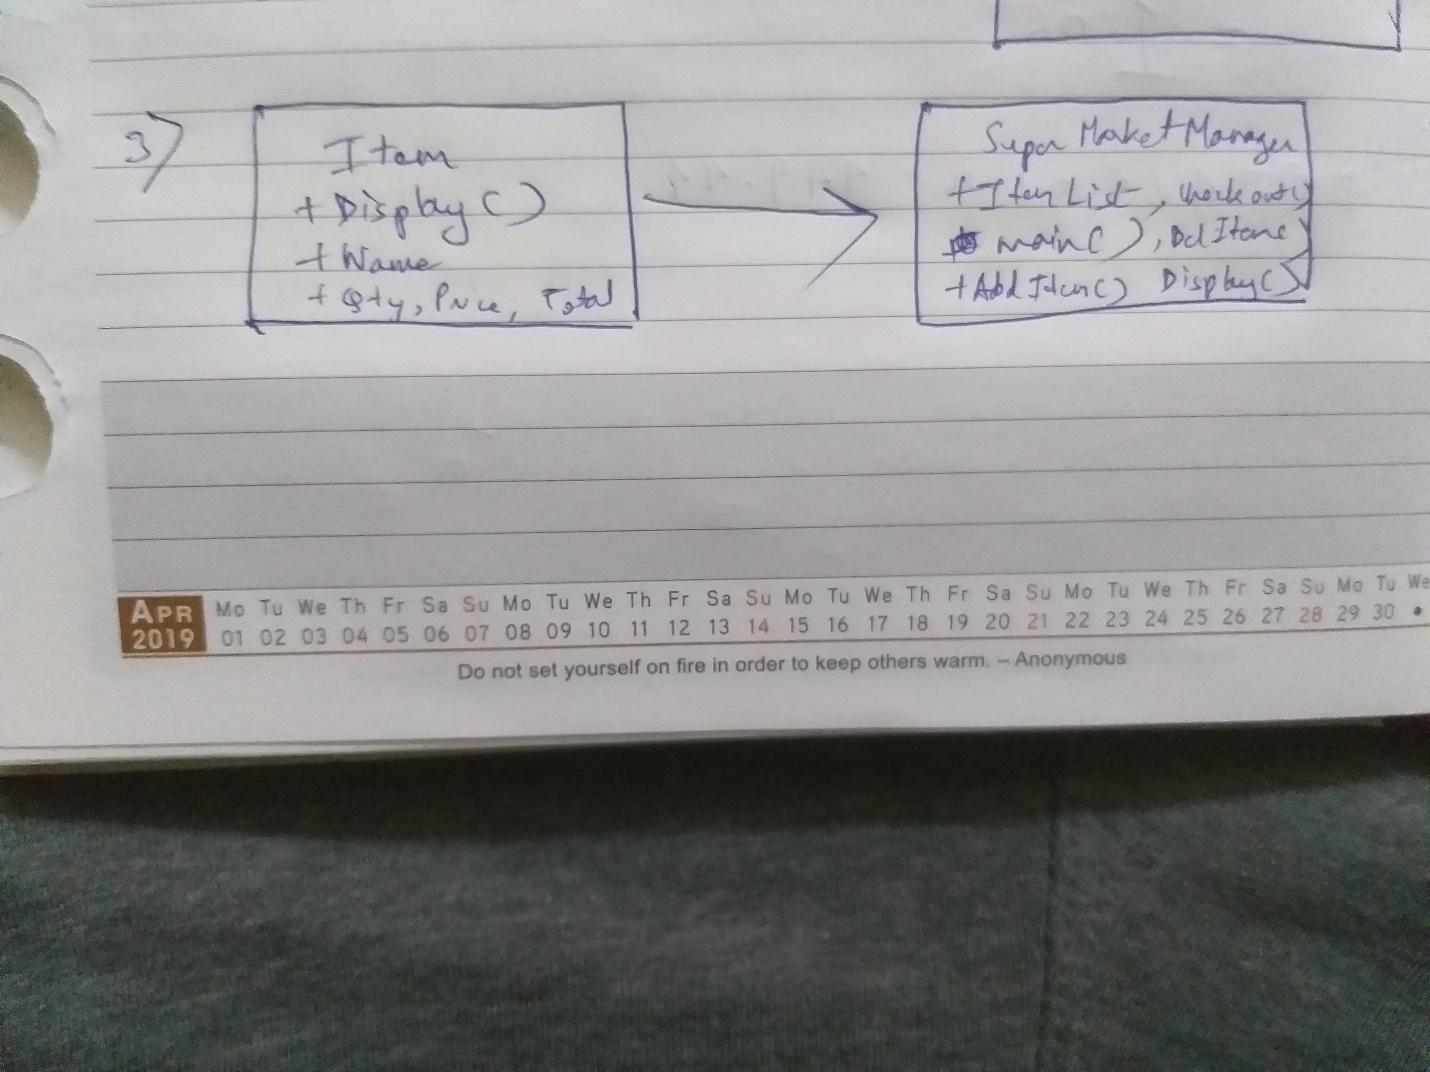 3)
Item
+ Display()
+ Name
+ Qty, Price, Total
Super Market Manager
+ Item List, Checkout()
main(), Del Item()
+ Add Item() Display()
APR 2019
Mo Tu We Th Fr Sa Su Mo Tu We Th Fr Sa Su Mo Tu We Th Fr Sa Su Mo Tu We Th Fr Sa Su Mo Tu We
01 02 03 04 05 06 07 08 09 10 11 12 13 14 15 16 17 18 19 20 21 22 23 24 25 26 27 28 29 30 •
Do not set yourself on fire in order to keep others warm. – Anonymous